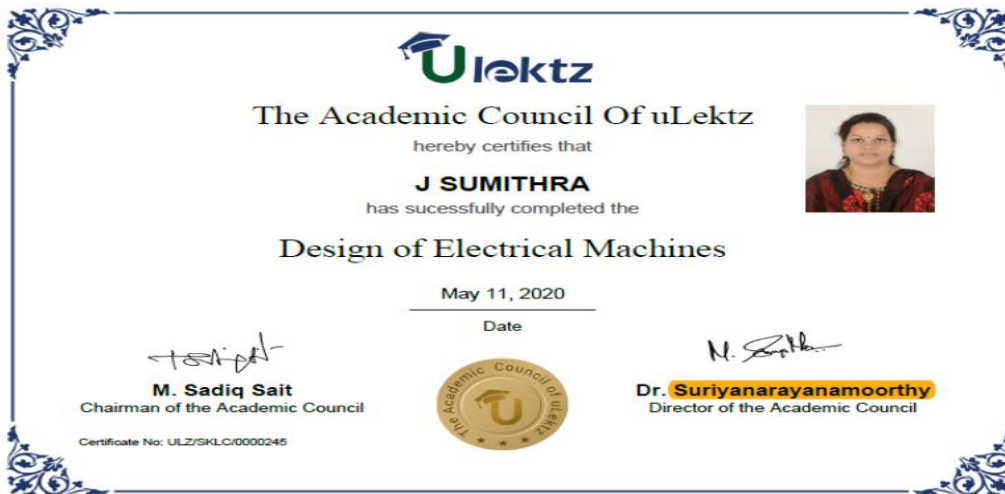 Ulektz
The Academic Council Of uLektz
hereby certifies that
J SUMITHRA
has sucessfully completed the
Design of Electrical Machines
May 11, 2020
Date
M. Sadiq Sait
Chairman of the Academic Council
Certificate No: ULZ/SKLC/0000245
The Academic Council of uLektz
U
Dr. Suriyanarayanamoorthy
Director of the Academic Council